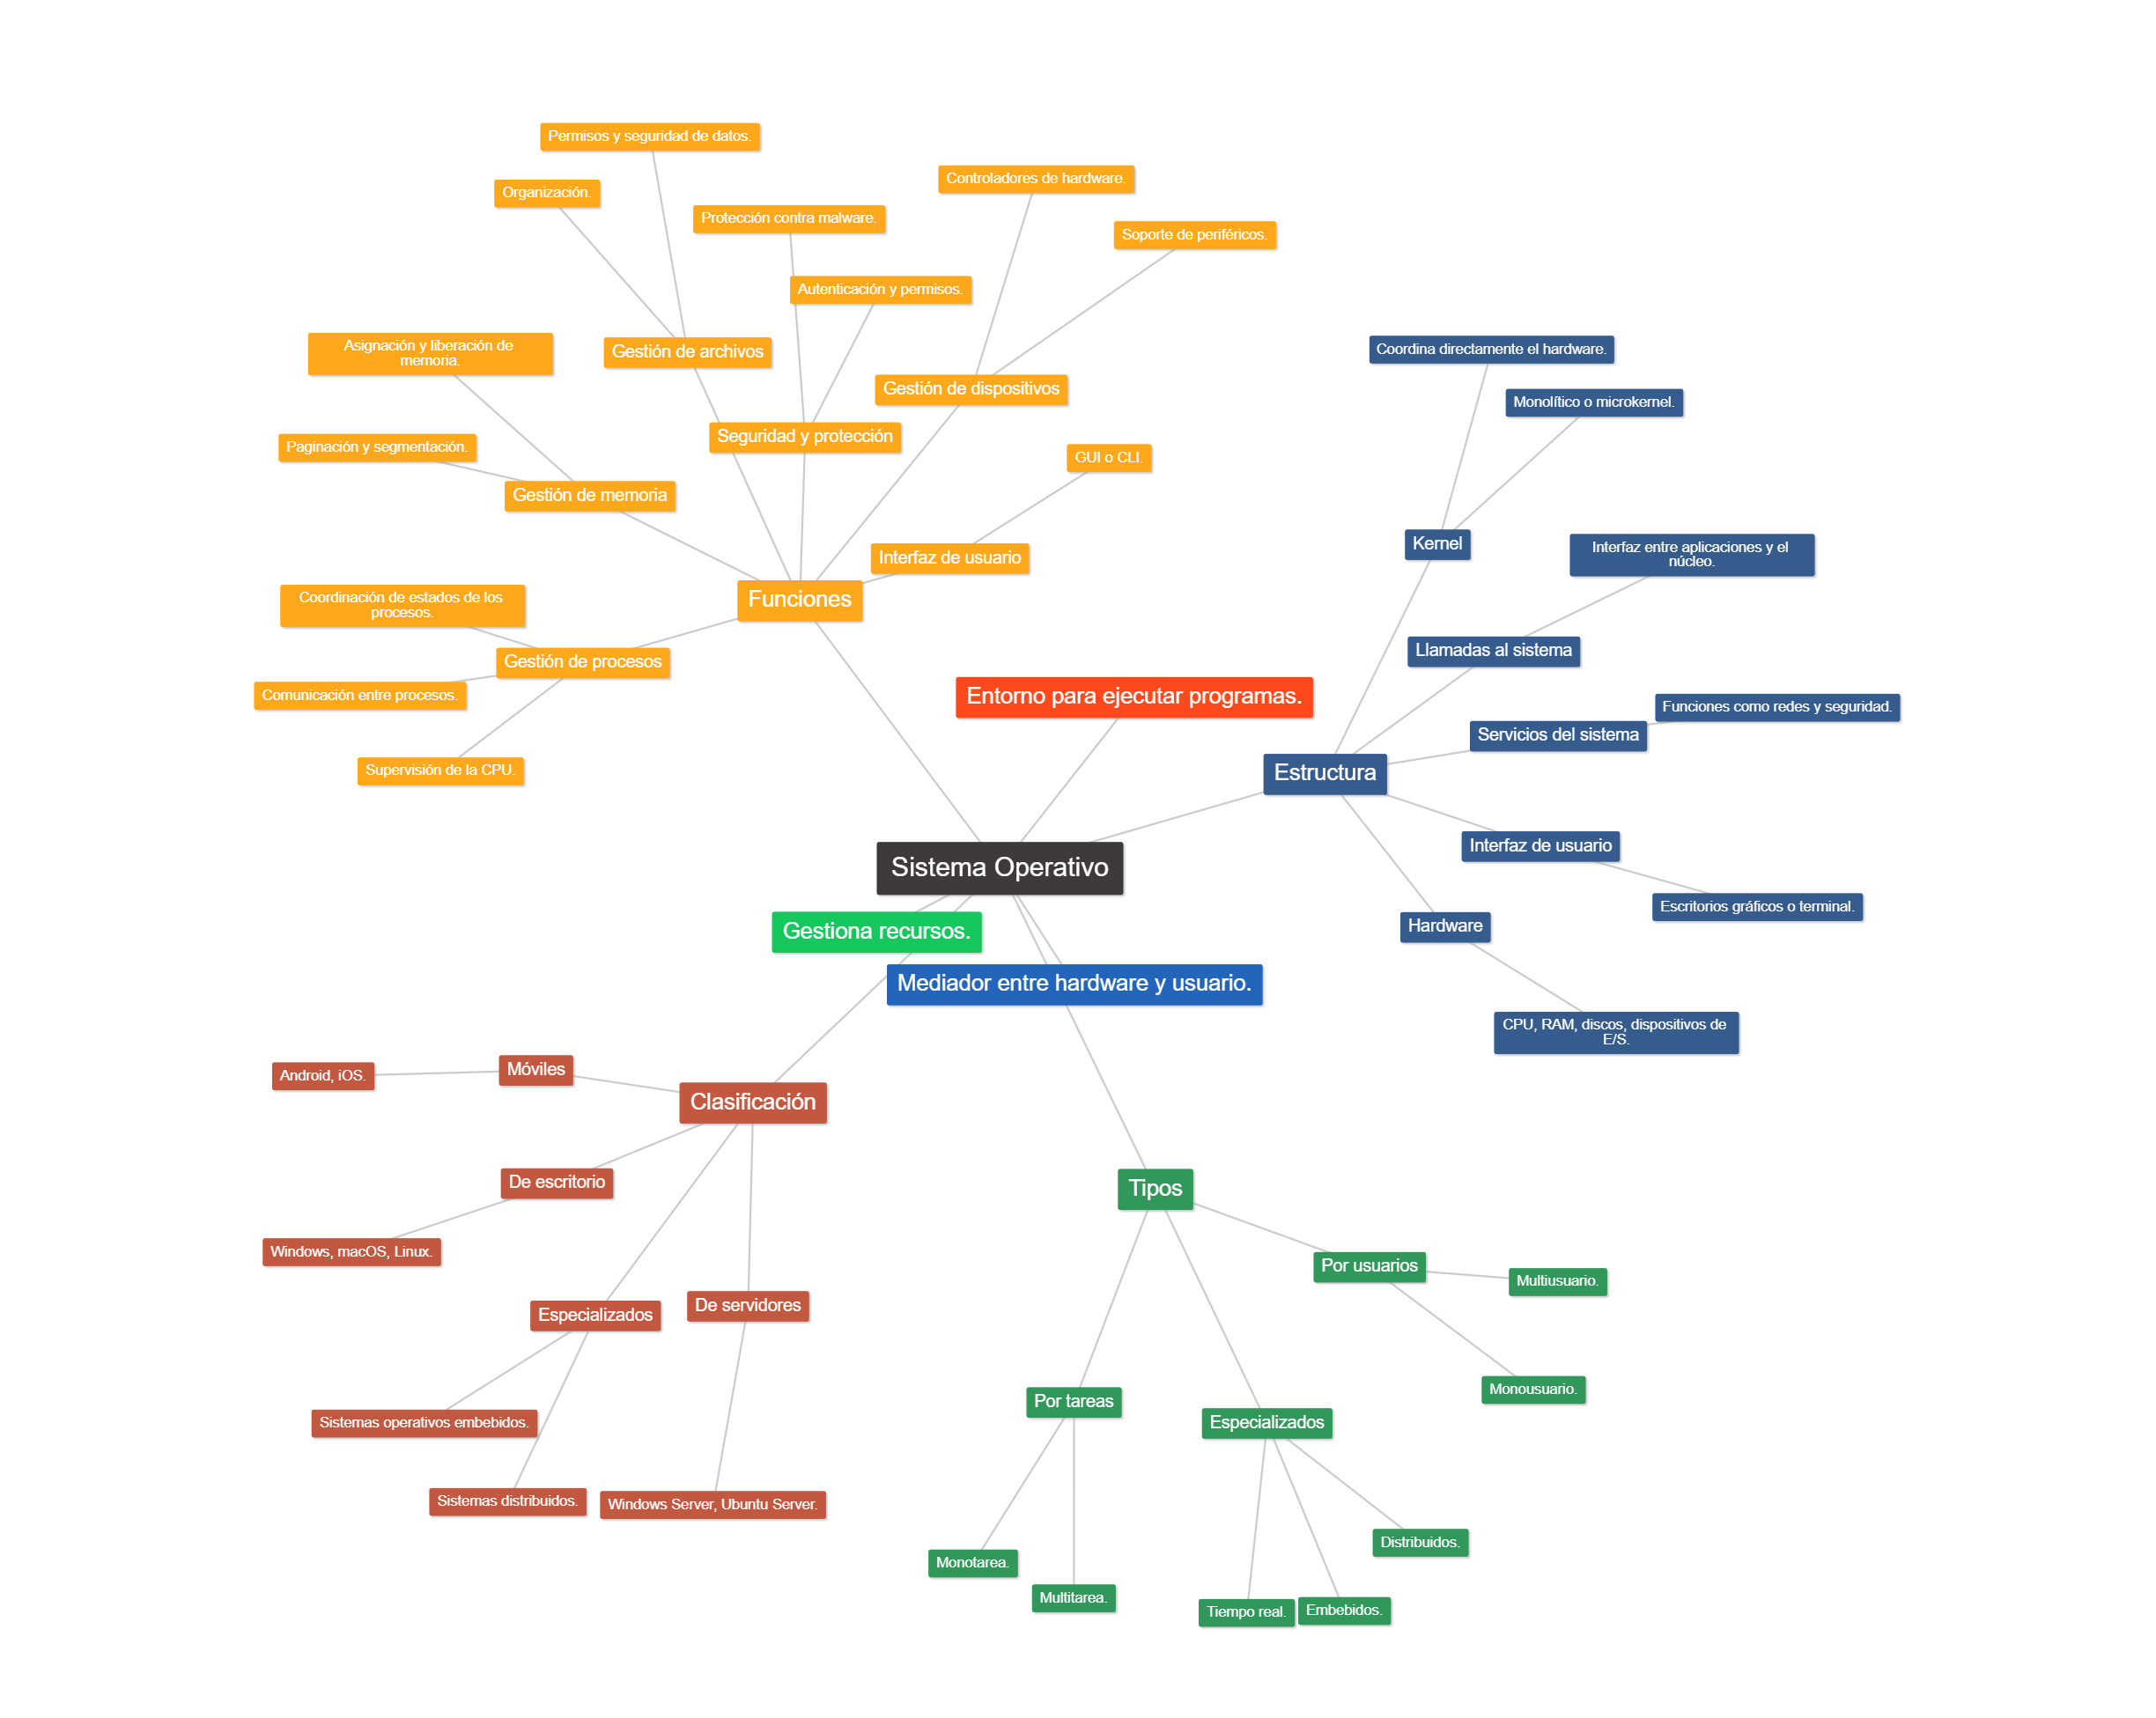 Permisos y seguridad de datos.
Organización.
Protección contra malware.
Autenticación y permisos.
Controladores de hardware.
Soporte de periféricos.
Asignación y liberación de
memoria.
Gestión de archivos
Gestión de dispositivos
Seguridad y protección
Paginación y segmentación.
Gestión de memoria
GUI o CLI.
Interfaz de usuario
Funciones
Coordinación de estados de los
procesos.
Gestión de procesos
Comunicación entre procesos.
Supervisión de la CPU.
Coordina directamente el hardware.
Monolítico o microkernel.
Kernel
Interfaz entre aplicaciones y el
núcleo.
Llamadas al sistema
Funciones como redes y seguridad.
Servicios del sistema
Entorno para ejecutar programas.
Estructura
Interfaz de usuario
Escritorios gráficos o terminal.
Hardware
CPU, RAM, discos, dispositivos de
E/S.
Sistema Operativo
Gestiona recursos.
Mediador entre hardware y usuario.
Android, iOS.
Móviles
Clasificación
De escritorio
Windows, macOS, Linux.
Especializados
De servidores
Sistemas operativos embebidos.
Sistemas distribuidos.
Windows Server, Ubuntu Server.
Tipos
Por usuarios
Multiusuario.
Monousuario.
Por tareas
Especializados
Monotarea.
Multitarea.
Distribuidos.
Tiempo real.
Embebidos.